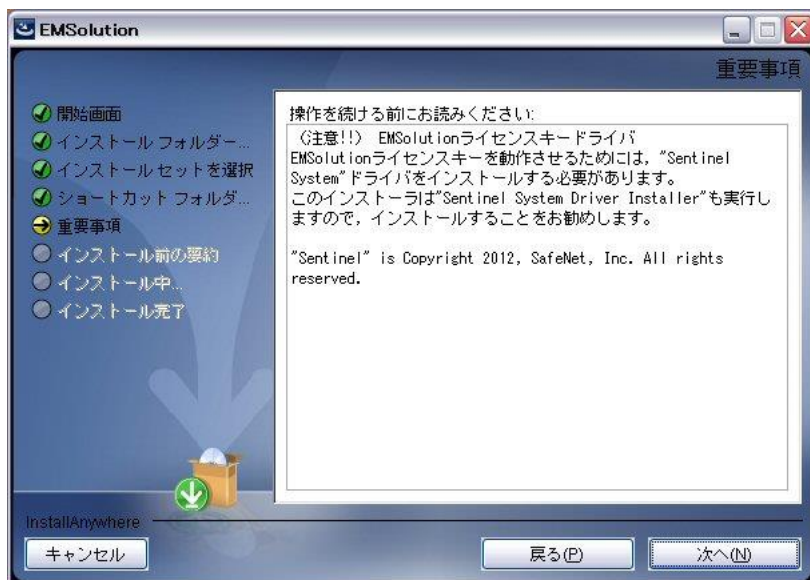 EMSolution
重要事項
開始画面
インストール フォルダー...
インストール セットを選択
ショートカット フォルダ...
重要事項
インストール前の要約
インストール中...
インストール完了
操作を続ける前にお読みください:
（注意!!） EMSolutionライセンスキードライバ
EMSolutionライセンスキーを動作させるためには，"Sentinel
System"ドライバをインストールする必要があります。
このインストーラは"Sentinel System Driver Installer"も実行し
ますので，インストールすることをお勧めします。
"Sentinel" is Copyright 2012, SafeNet, Inc. All rights
reserved.
InstallAnywhere
キャンセル
戻る(P)
次へ(N)